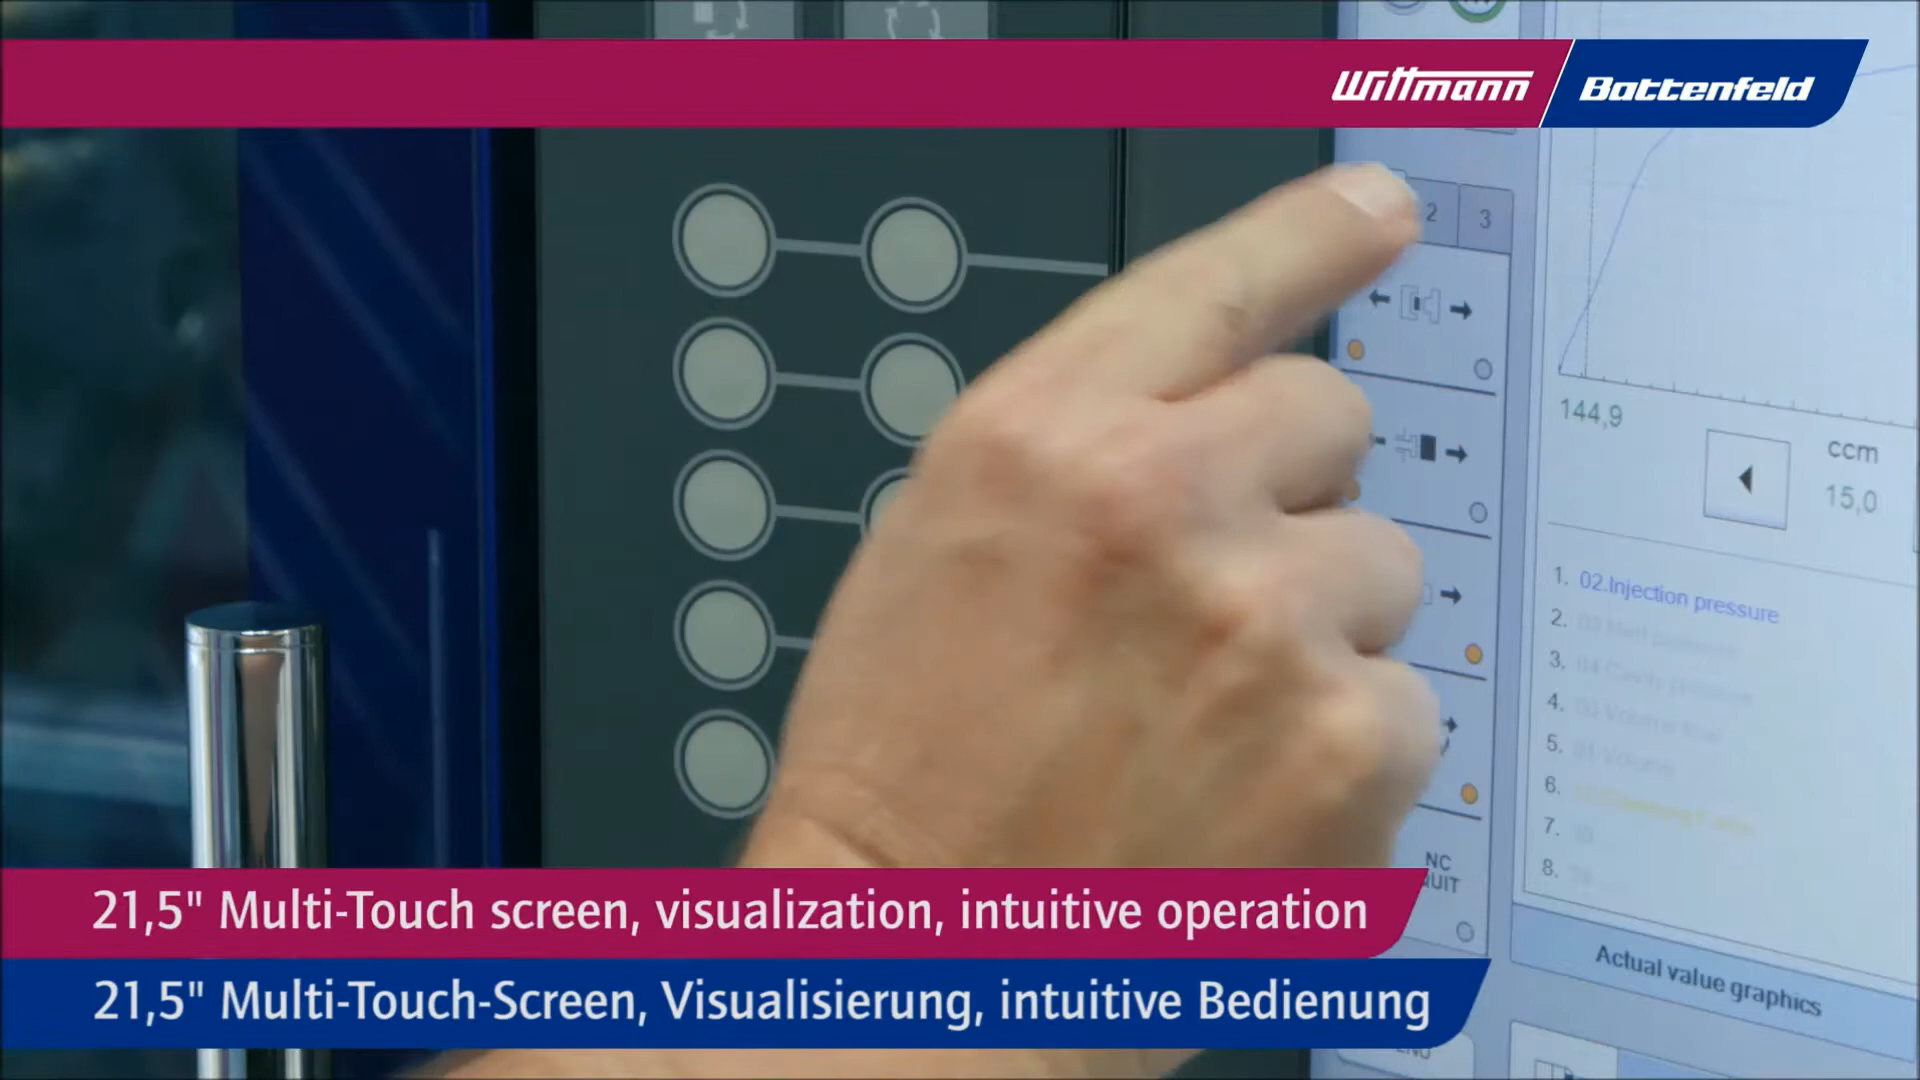 Wittmann Battenfeld
2 3
144,9
ccm
15,0
1. 02.Injection pressure
2.
3.
4.
5.
6.
7.
8.
NC
Actual value graphics
21,5" Multi-Touch screen, visualization, intuitive operation
21,5" Multi-Touch-Screen, Visualisierung, intuitive Bedienung